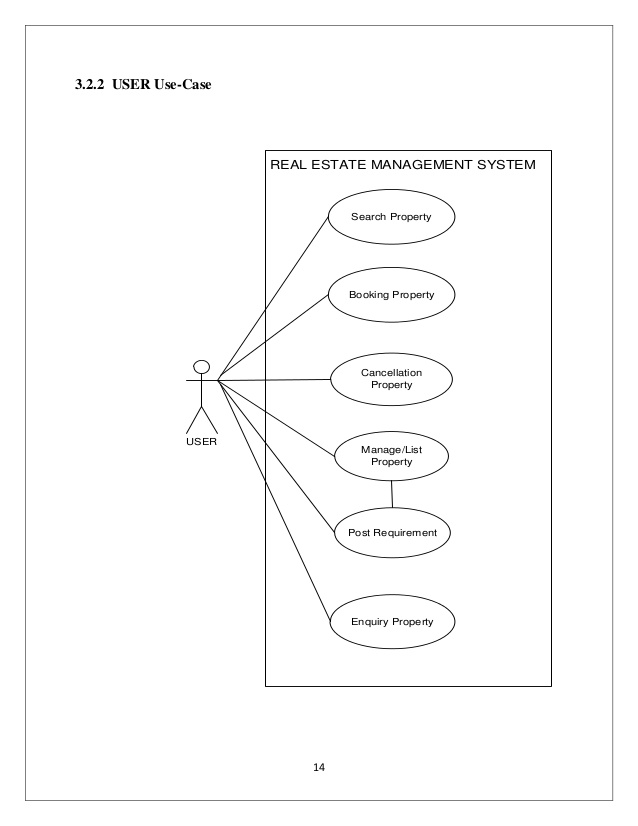 3.2.2 USER Use-Case
REAL ESTATE MANAGEMENT SYSTEM
Search Property
Booking Property
Cancellation
Property
Manage/List
Property
USER
Post Requirement
Enquiry Property
14